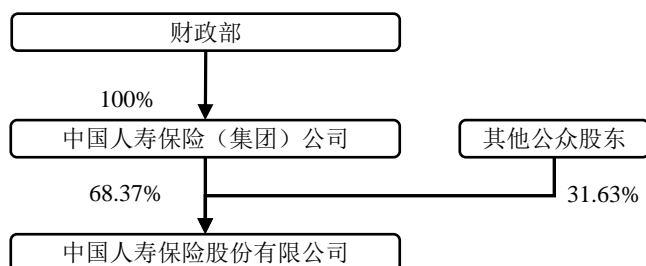 财政部
100%
中国人寿保险（集团）公司
其他公众股东
68.37%
31.63%
中国人寿保险股份有限公司